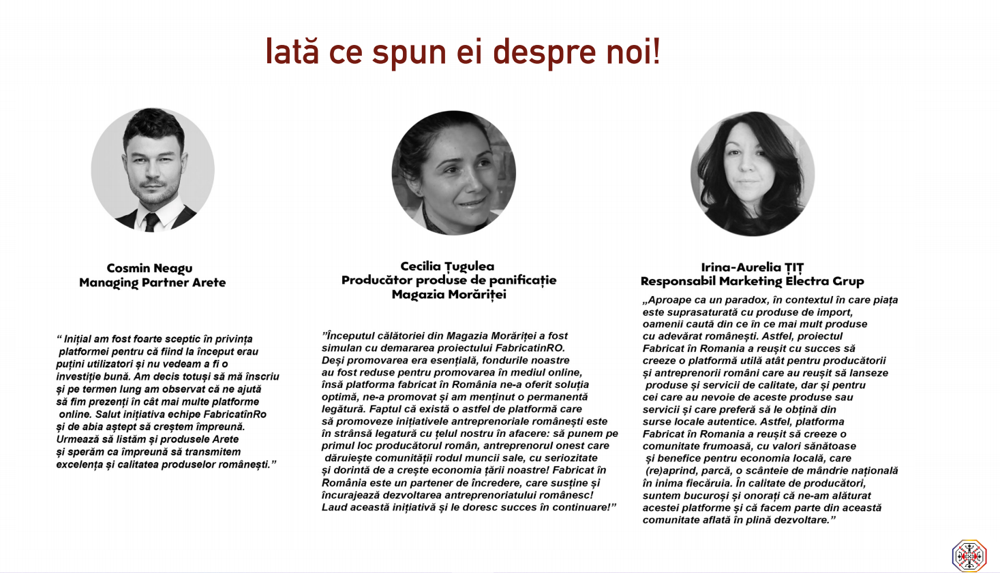 Iată ce spun ei despre noi!
Cosmin Neagu
Managing Partner Arete
“ Inițial am fost foarte sceptic în privința
platformei pentru că fiind la început erau
puțini utilizatori și nu vedeam a fi o
investiție bună. Am decis totuși să mă înscriu
și pe termen lung am observat că ne ajută
să fim prezenți în cât mai multe platforme
online. Salut inițiativa echipe FabricatînRo
și de abia aștept să creștem împreună.
Urmează să listăm și produsele Arete
și sperăm ca împreună să transmitem
excelența și calitatea produselor românești.”
Cecilia Țugulea
Producător produse de panificație
Magazia Morăriței
”Începutul călătoriei din Magazia Morăriței a fost
simulan cu demararea proiectului FabricatinRO.
Deși promovarea era esențială, fondurile noastre
au fost reduse pentru promovarea în mediul online,
însă platforma fabricat în România ne-a oferit soluția
optimă, ne-a promovat și am menținut o permanentă
legătură. Faptul că există o astfel de platformă care
să promoveze inițiativele antreprenoriale românești este
în strânsă legatură cu țelul nostru în afacere: să punem pe
primul loc producătorul român, antreprenorul onest care
dăruiește comunității rodul muncii sale, cu seriozitate
și dorintă de a crește economia țării noastre! Fabricat în
România este un partener de încredere, care susține și
încurajează dezvoltarea antreprenoriatului românesc!
Laud această inițiativă și le doresc succes în continuare!”
Irina-Aurelia ȚIȚ
Responsabil Marketing Electra Grup
„Aproape ca un paradox, în contextul în care piața
este suprasaturată cu produse de import,
oamenii caută din ce în ce mai mult produse
cu adevărat românești. Astfel, proiectul
Fabricat în Romania a reușit cu succes să
creeze o platformă utilă atât pentru producătorii
și antreprenorii români care au reușit să lanseze
produse și servicii de calitate, dar și pentru
cei care au nevoie de aceste produse sau
servicii și care preferă să le obțină din
surse locale autentice. Astfel, platforma
Fabricat în Romania a reușit să creeze o
comunitate frumoasă, cu valori sănătoase
și benefice pentru economia locală, care
(re)aprind, parcă, o scânteie de mândrie națională
în inima fiecăruia. În calitate de producători,
suntem bucuroși și onorați că ne-am alăturat
acestei platforme și că facem parte din această
comunitate aflată în plină dezvoltare.”